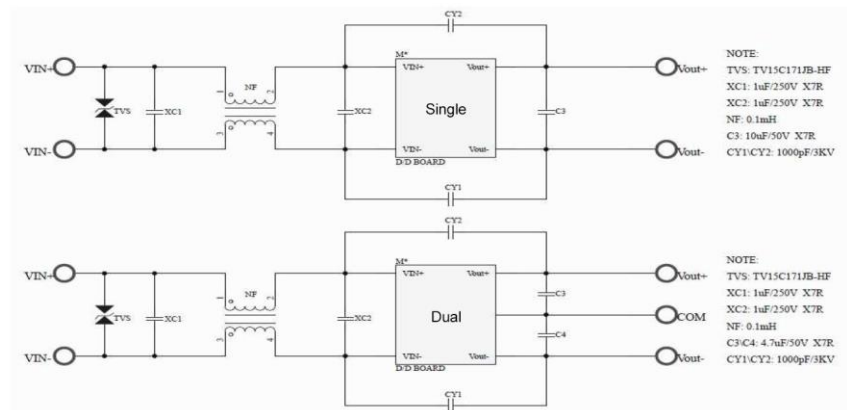 CY2
M*
VIN+
VIN+
Vout+
Vout+
1
NF
2
TVS
XC1
XC2
Single
C3
3
4
VIN-
VIN-
Vout-
Vout-
D/D BOARD
CY1
NOTE:
TVS: TV15C171JB-HF
XC1: 1uF/250V X7R
XC2: 1uF/250V X7R
NF: 0.1mH
C3: 10uF/50V X7R
CY1\CY2: 1000pF/3KV
CY2
M*
VIN+
VIN+
Vout+
Vout+
1
NF
2
C3
TVS
XC1
XC2
Dual
COM
C4
3
4
VIN-
VIN-
Vout-
Vout-
D/D BOARD
CY1
NOTE:
TVS: TV15C171JB-HF
XC1: 1uF/250V X7R
XC2: 1uF/250V X7R
NF: 0.1mH
C3\C4: 4.7uF/50V X7R
CY1\CY2: 1000pF/3KV